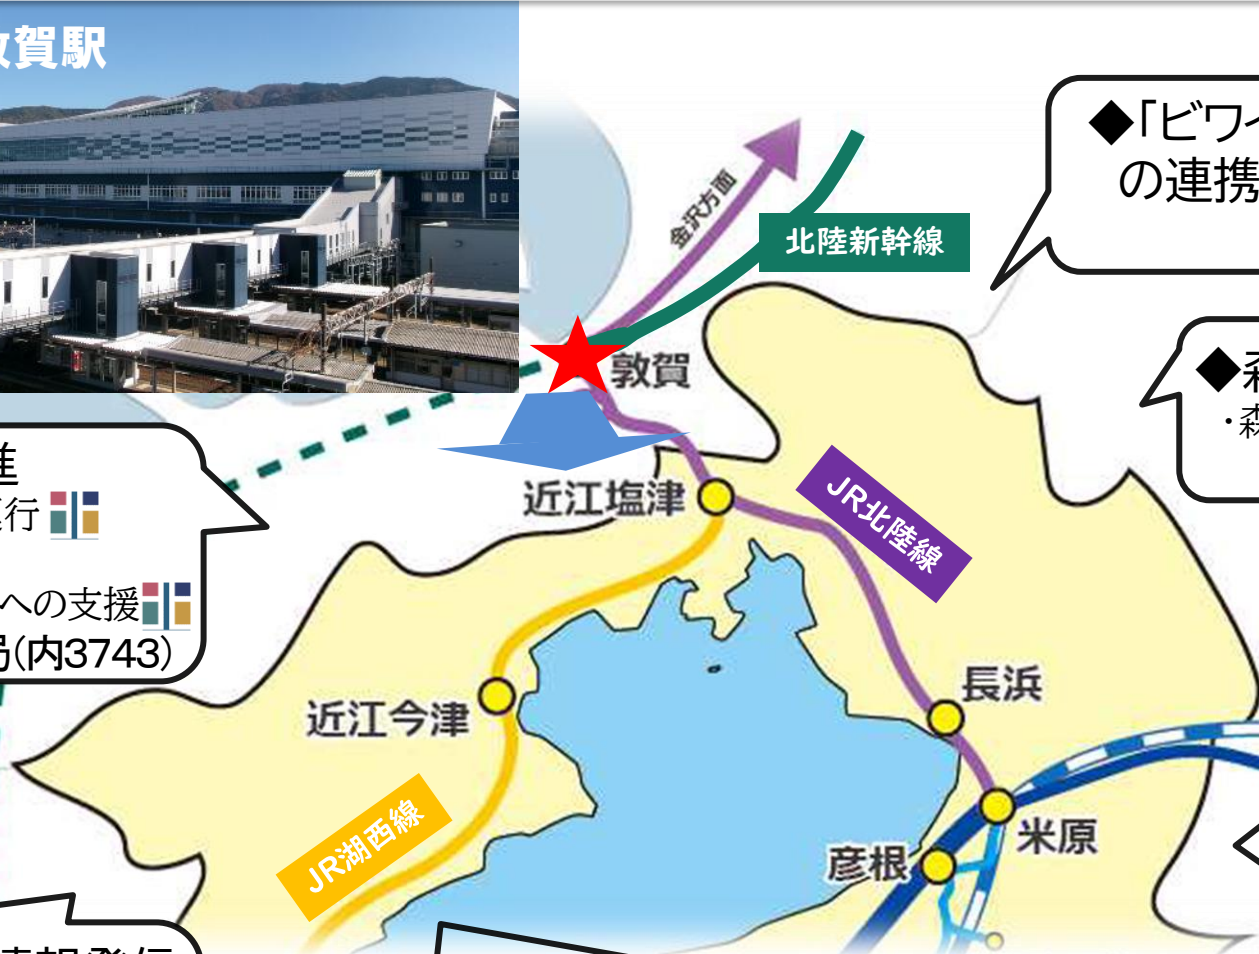 賀駅
金沢方面
北陸新幹線
◆「ビワ
の連携
敦賀
◆
・森
進
行
近江塩津
JR北陸線
への支援
(内3743)
長浜
近江今津
JR湖西線
米原
彦根